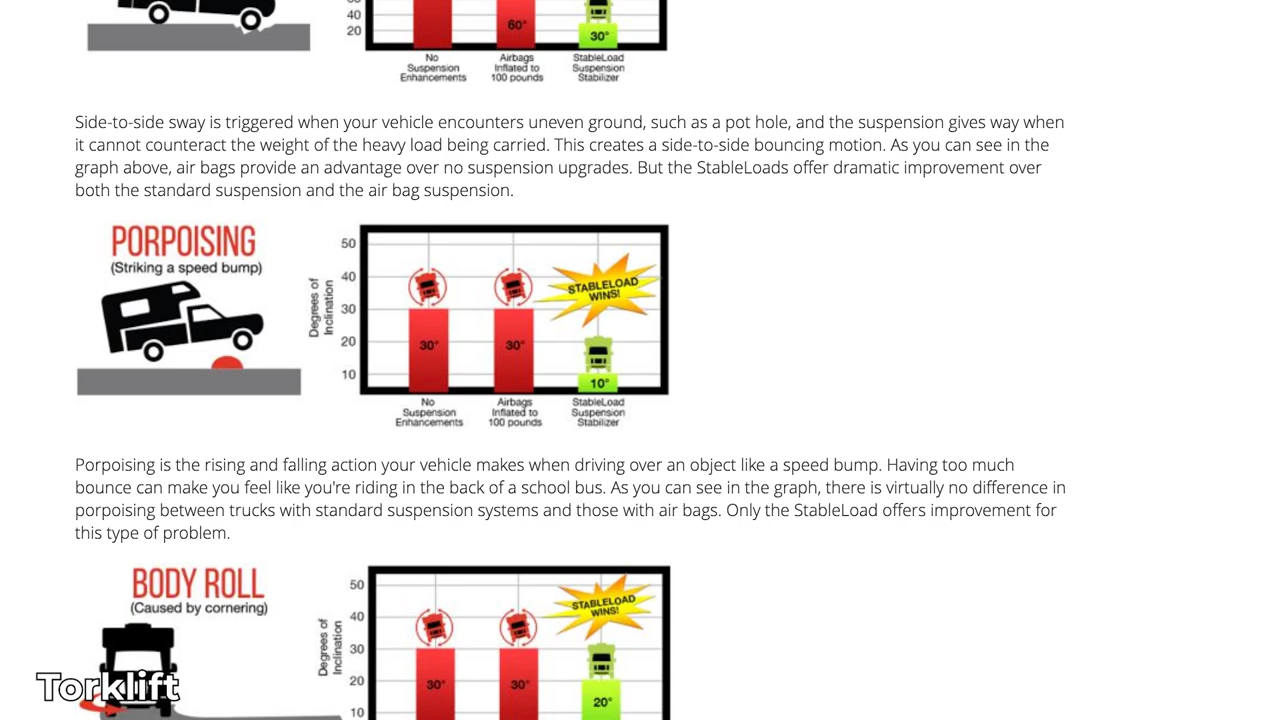 40
20
60°
30°
No
Suspension
Enhancements
Airbags
Inflated to
100 pounds
StableLoad
Suspension
Stabilizer
Side-to-side sway is triggered when your vehicle encounters uneven ground, such as a pot hole, and the suspension gives way when
it cannot counteract the weight of the heavy load being carried. This creates a side-to-side bouncing motion. As you can see in the
graph above, air bags provide an advantage over no suspension upgrades. But the StableLoads offer dramatic improvement over
both the standard suspension and the air bag suspension.
PORPOISING
(Striking a speed bump)
Degrees of
Inclination
50
40
30
20
10
STABLELOAD
WINS!
30°
30°
10°
No
Suspension
Enhancements
Airbags
Inflated to
100 pounds
StableLoad
Suspension
Stabilizer
Porpoising is the rising and falling action your vehicle makes when driving over an object like a speed bump. Having too much
bounce can make you feel like you're riding in the back of a school bus. As you can see in the graph, there is virtually no difference in
porpoising between trucks with standard suspension systems and those with air bags. Only the StableLoad offers improvement for
this type of problem.
BODY ROLL
(Caused by cornering)
Degrees of
Inclination
50
40
30
20
10
STABLELOAD
WINS!
30°
30°
20°
Torklift